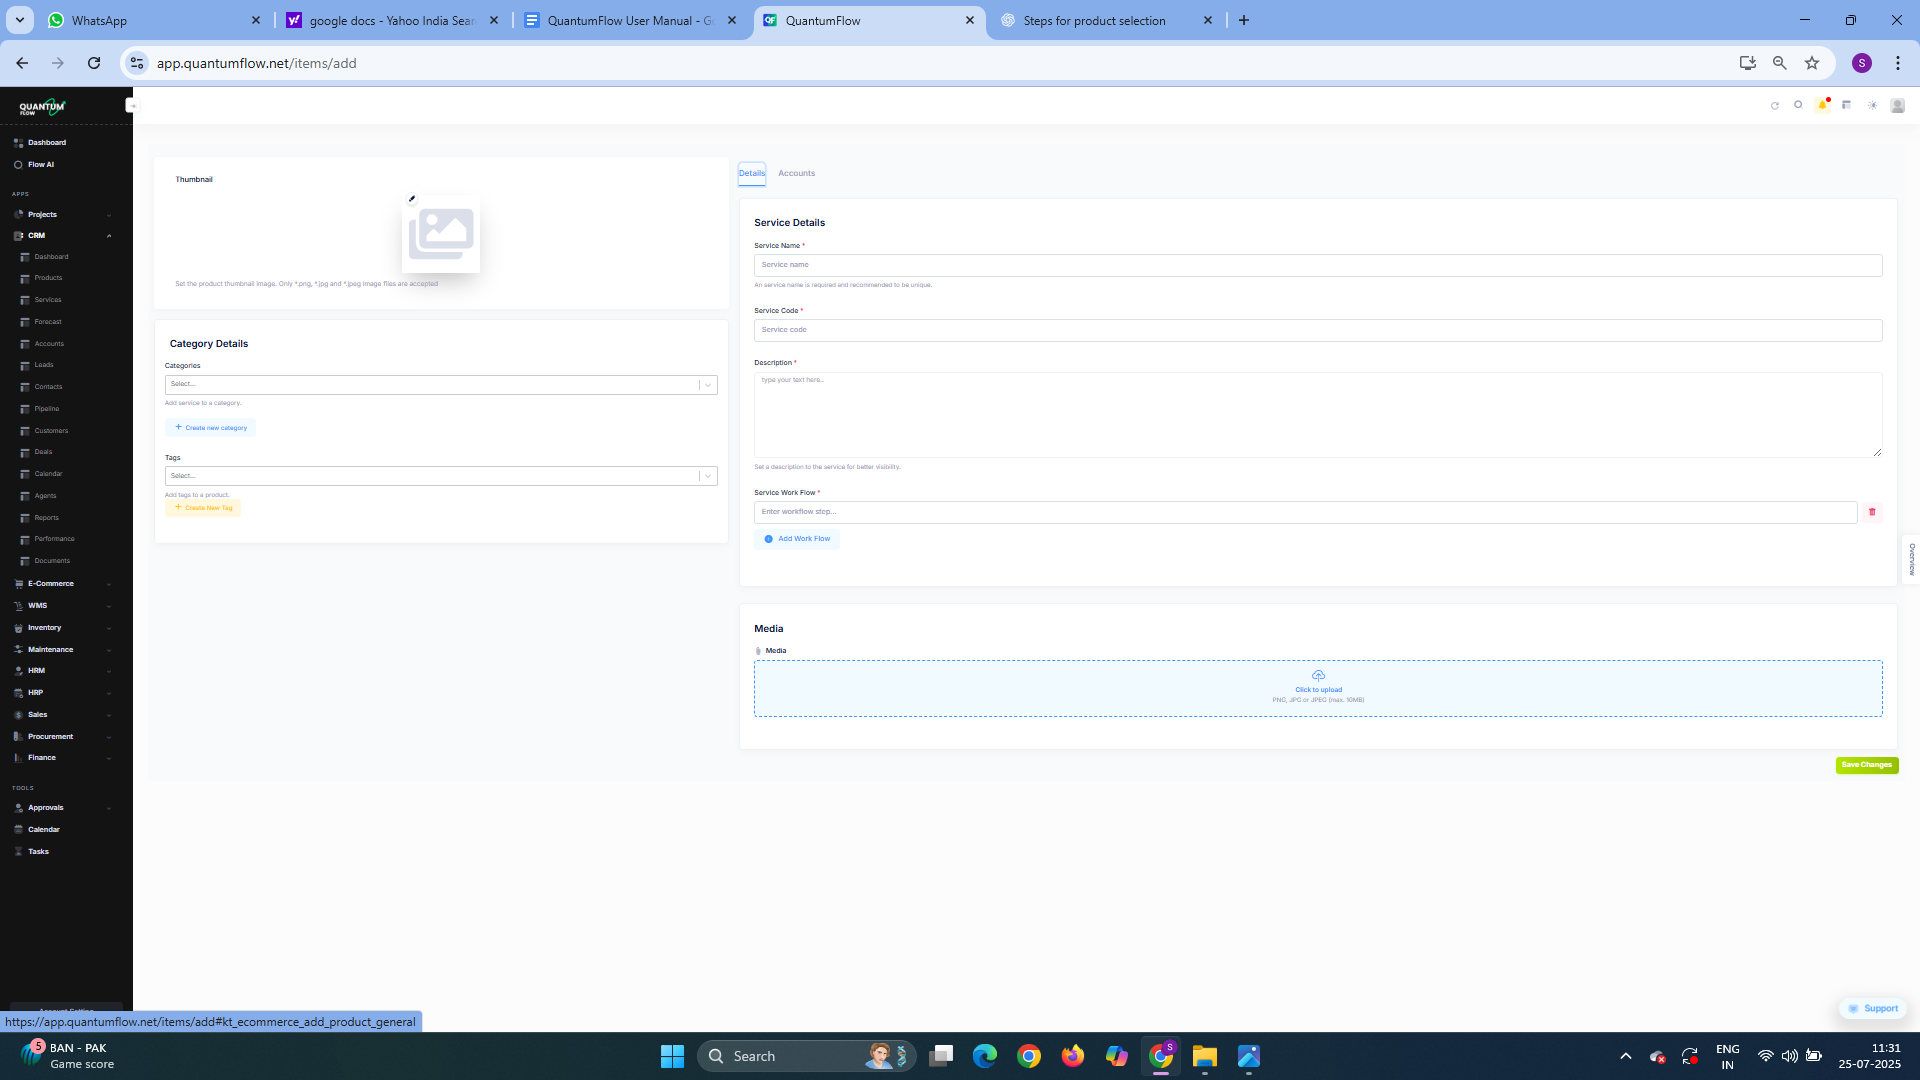 WhatsApp
google docs - Yahoo India Sear
QuantumFlow User Manual - G
QuantumFlow
Steps for product selection
app.quantumflow.net/items/add
S
QUANTUM
FLOW
Dashboard
Flow AI
APPS
Projects
CRM
Dashboard
Products
Services
Forecast
Accounts
Leads
Contacts
Pipeline
Customers
Deals
Calendar
Agents
Reports
Performance
Documents
E-Commerce
WMS
Inventory
Maintenance
HRM
HRP
Sales
Procurement
Finance
TOOLS
Approvals
Calendar
Tasks
Thumbnail
Set the product thumbnail image. Only *.png, *.jpg and *.jpeg image files are accepted
Category Details
Categories
Select...
Add service to a category.
+ Create new category
Tags
Select...
Add tags to a product.
+ Create New Tag
Details
Accounts
Service Details
Service Name *
Service name
An service name is required and recommended to be unique.
Service Code *
Service code
Description *
type your text here...
Set a description to the service for better visibility.
Service Work Flow *
Enter workflow step...
Add Work Flow
Overview
Media
Media
Click to upload
PNG, JPG or JPEG (max. 10MB)
Save Changes
Support
https://app.quantumflow.net/items/add#kt_ecommerce_add_product_general
5
BAN - PAK
Game score
Search
S
ENG
IN
11:31
25-07-2025